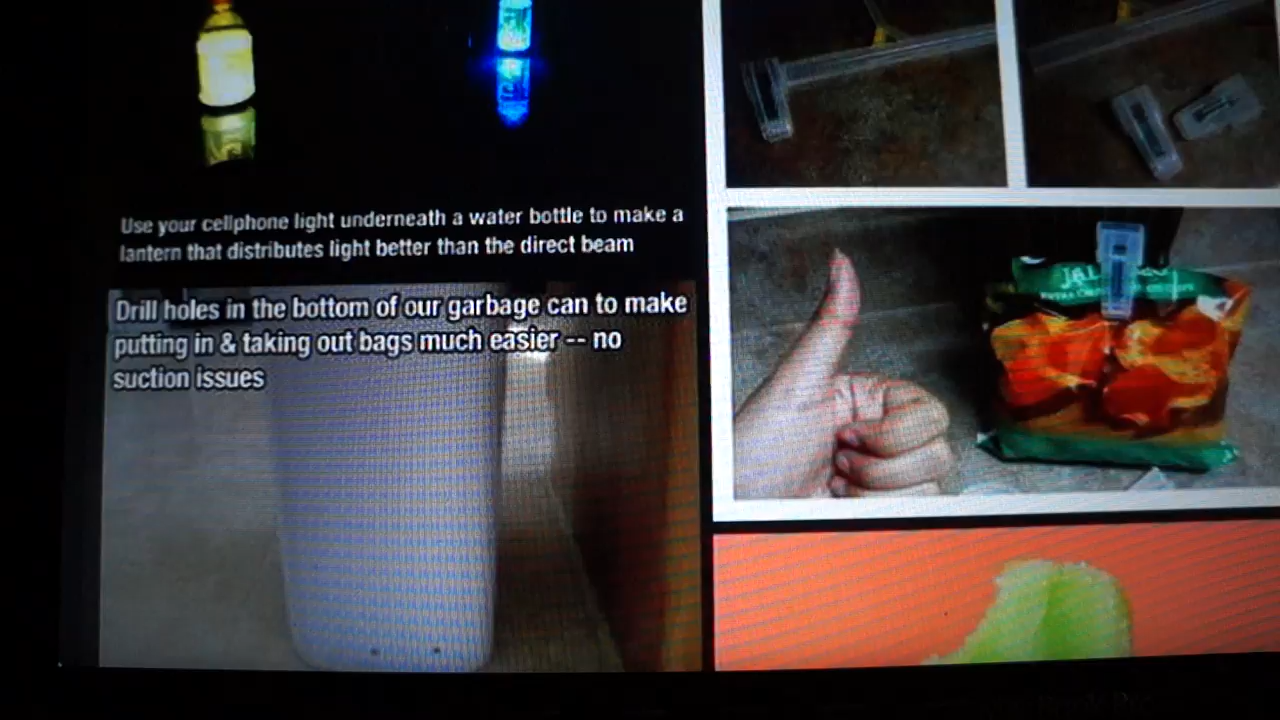 Use your cellphone light underneath a water bottle to make a
lantern that distributes light better than the direct beam
Drill holes in the bottom of our garbage can to make
putting in & taking out bags much easier -- no
suction issues